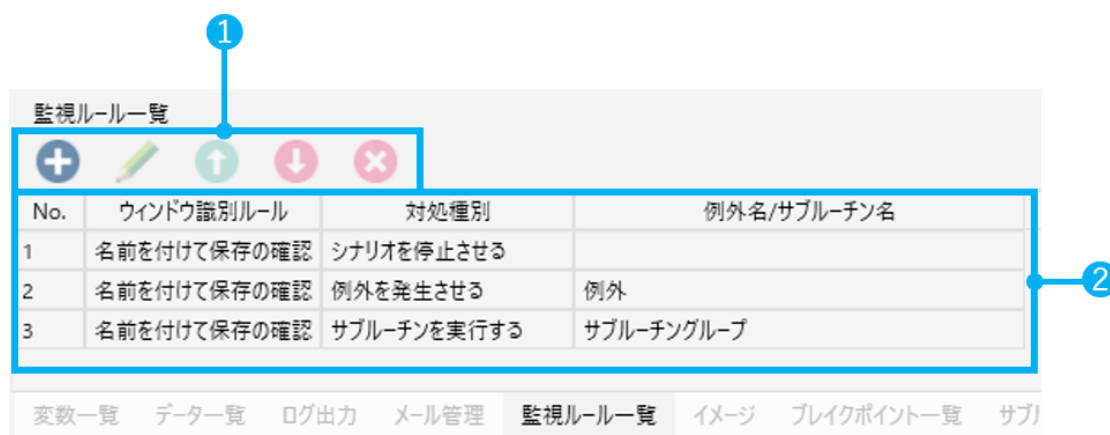 1
監視ルール一覧
No. ウィンドウ識別ルール 対処種別 例外名/サブルーチン名
1 名前を付けて保存の確認 シナリオを停止させる
2 名前を付けて保存の確認 例外を発生させる 例外
2
3 名前を付けて保存の確認 サブルーチンを実行する サブルーチングループ
変数一覧 データ一覧 ログ出力 メール管理 監視ルール一覧 イメージ ブレイクポイント一覧 サブル